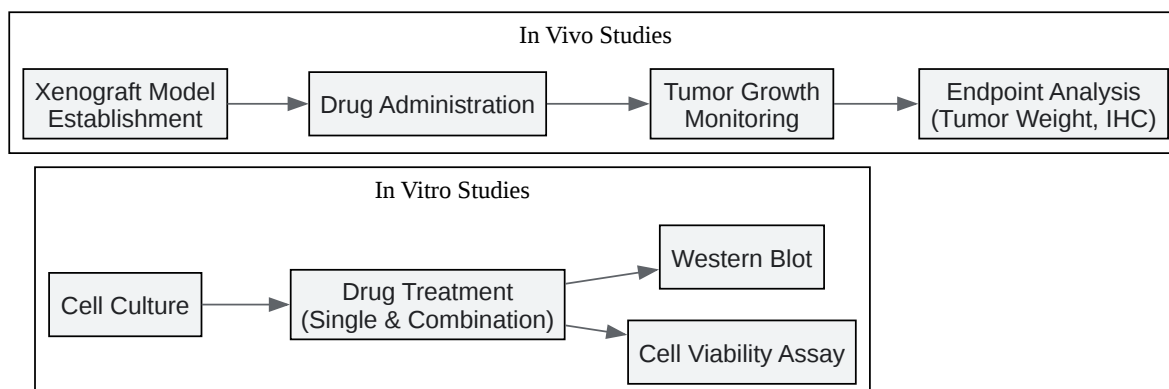 In Vivo Studies
Xenograft Model
Establishment
Drug Administration
Tumor Growth
Monitoring
Endpoint Analysis
(Tumor Weight, IHC)
In Vitro Studies
Cell Culture
Drug Treatment
(Single & Combination)
Western Blot
Cell Viability Assay